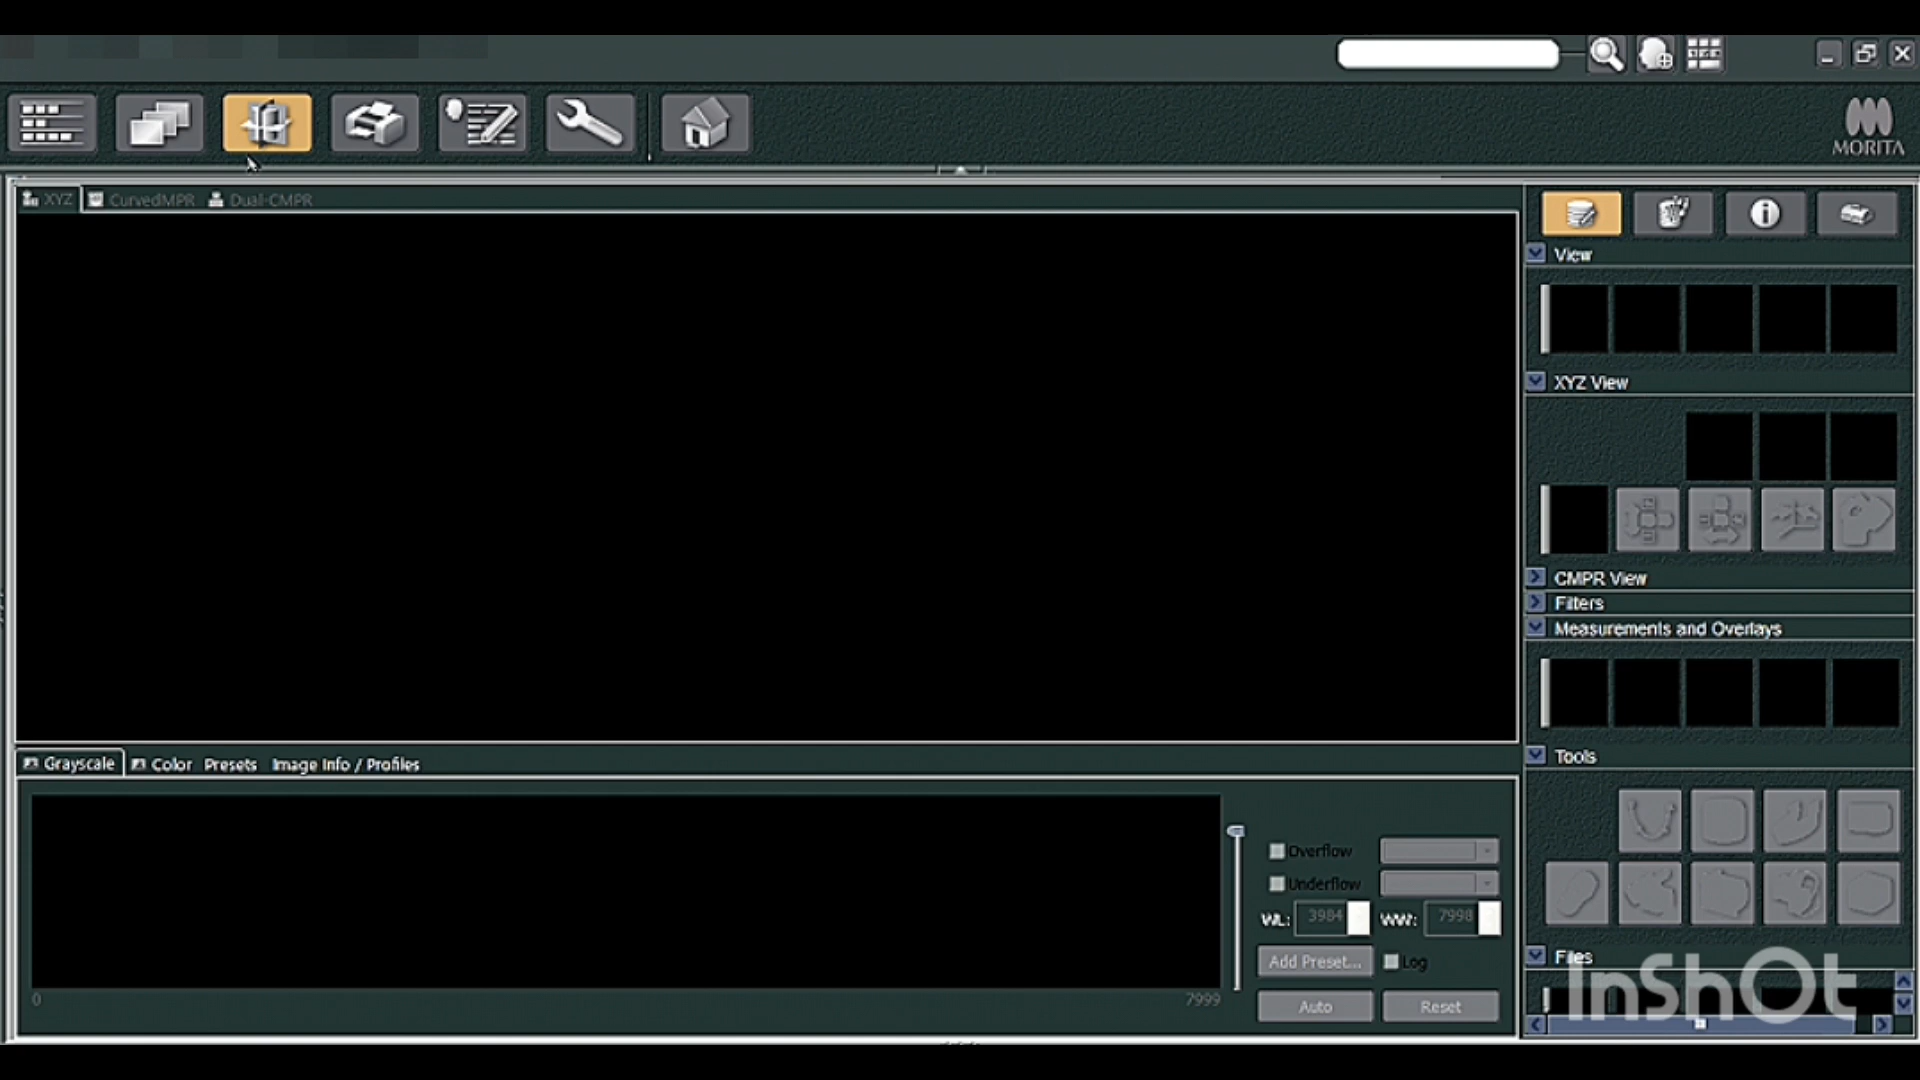 MORITA
XYZ CurvedMPR Dual-CMPR
View
XYZ View
CMPR View
Filters
Measurements and Overlays
Grayscale Color Presets Image Info / Profiles
Tools
Overflow
Underflow
WL: 3984 WW: 7998
Add Preset... Log
Files
InShOt
0 7999
Auto Reset